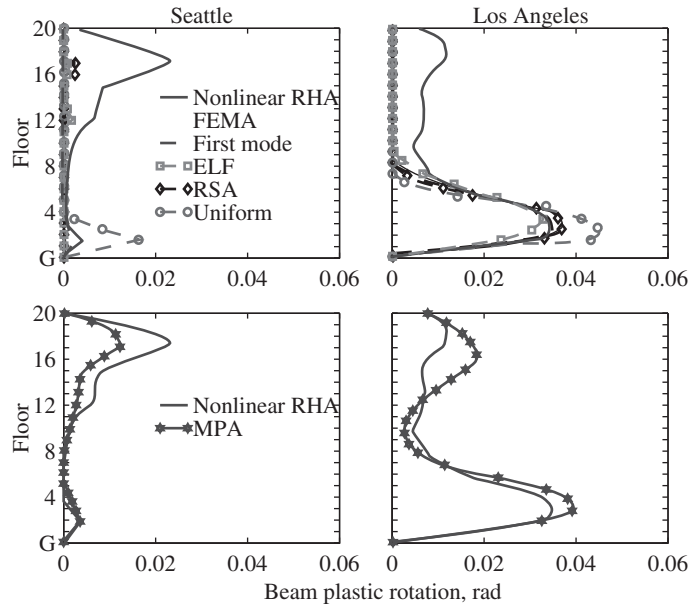 Seattle
Los Angeles
20
16
12
8
4
G
Floor
Nonlinear RHA
FEMA
First mode
ELF
RSA
Uniform
0
0.02
0.04
0.06
0
0.02
0.04
0.06
20
16
12
8
4
G
Floor
Nonlinear RHA
MPA
0
0.02
0.04
0.06
0
0.02
0.04
0.06
Beam plastic rotation, rad